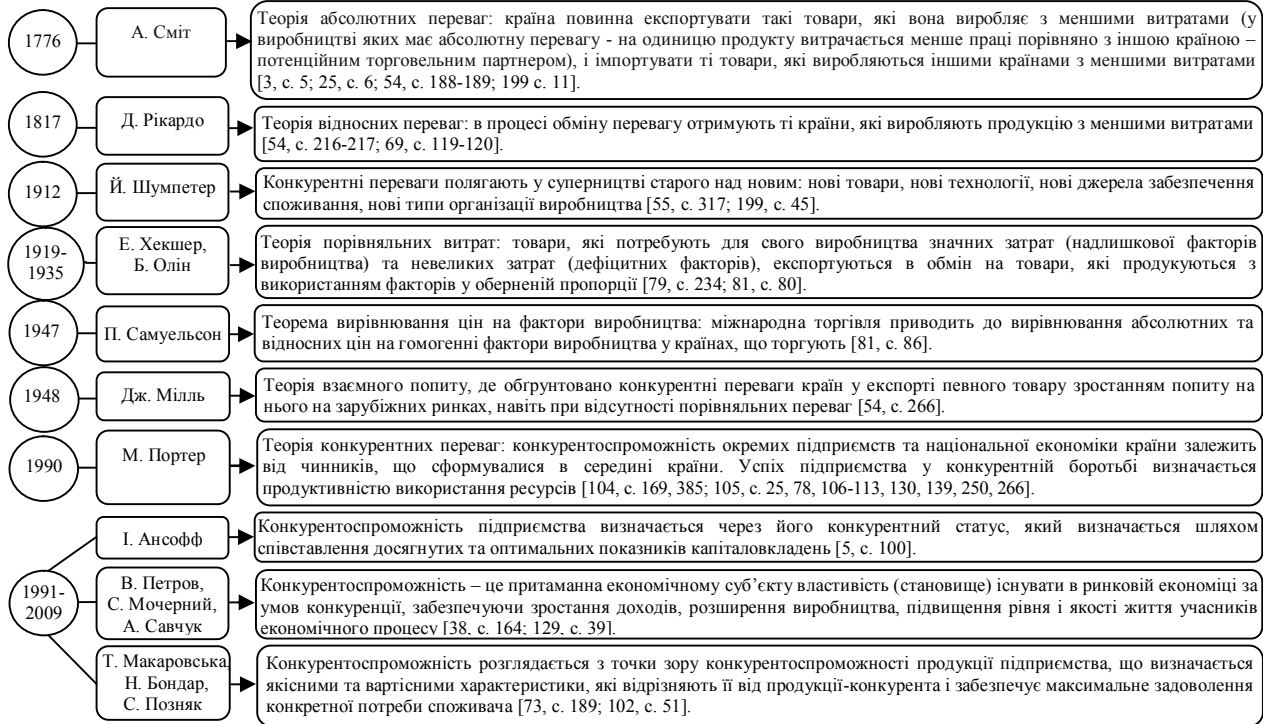 1776
А. Сміт
Теорія абсолютних переваг: країна повинна експортувати такі товари, які вона виробляє з меншими витратами (у
виробництві яких має абсолютну перевагу - на одиницю продукту витрачається менше праці порівняно з іншою країною –
потенційним торговельним партнером), і імпортувати ті товари, які виробляються іншими країнами з меншими витратами
[3, с. 5; 25, с. 6; 54, с. 188-189; 199 с. 11].
1817
Д. Рікардо
Теорія відносних переваг: в процесі обміну перевагу отримують ті країни, які виробляють продукцію з меншими витратами
[54, с. 216-217; 69, с. 119-120].
1912
Й. Шумпетер
Конкурентні переваги полягають у суперництві старого над новим: нові товари, нові технології, нові джерела забезпечення
споживання, нові типи організації виробництва [55, с. 317; 199, с. 45].
1919-
1935
Е. Хекшер,
Б. Олін
Теорія порівняльних витрат: товари, які потребують для свого виробництва значних затрат (надлишкової факторів
виробництва) та невеликих затрат (дефіцитних факторів), експортуються в обмін на товари, які продукуються з
використанням факторів у оберненій пропорції [79, с. 234; 81, с. 80].
1947
П. Самуельсон
Теорема вирівнювання цін на фактори виробництва: міжнародна торгівля приводить до вирівнювання абсолютних та
відносних цін на гомогенні фактори виробництва у країнах, що торгують [81, с. 86].
1948
Дж. Мілль
Теорія взаємного попиту, де обґрунтовано конкурентні переваги країн у експорті певного товару зростанням попиту на
нього на зарубіжних ринках, навіть при відсутності порівняльних переваг [54, с. 266].
1990
М. Портер
Теорія конкурентних переваг: конкурентоспроможність окремих підприємств та національної економіки країни залежить
від чинників, що сформувалися в середині країни. Успіх підприємства у конкурентній боротьбі визначається
продуктивністю використання ресурсів [104, с. 169, 385; 105, с. 25, 78, 106-113, 130, 139, 250, 266].
1991-
2009
І. Ансофф
Конкурентоспроможність підприємства визначається через його конкурентний статус, який визначається шляхом
співставлення досягнутих та оптимальних показників капіталовкладень [5, с. 100].
В. Петров,
С. Мочерний,
А. Савчук
Конкурентоспроможність – це притаманна економічному суб’єкту властивість (становище) існувати в ринковій економіці за
умов конкуренції, забезпечуючи зростання доходів, розширення виробництва, підвищення рівня і якості життя учасників
економічного процесу [38, с. 164; 129, с. 39].
Т. Макаровська,
Н. Бондар,
С. Позняк
Конкурентоспроможність розглядається з точки зору конкурентоспроможності продукції підприємства, що визначається
якісними та вартісними характеристики, які відрізняють її від продукції-конкурента і забезпечує максимальне задоволення
конкретної потреби споживача [73, с. 189; 102, с. 51].